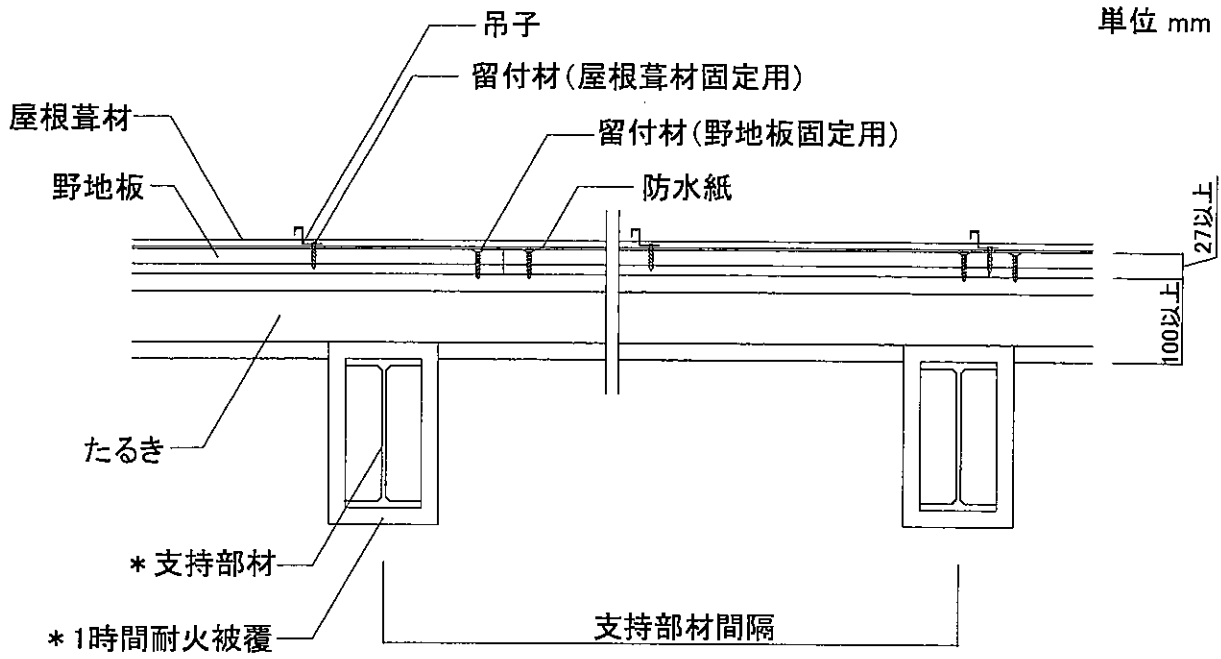 単位 mm
吊子
留付材(屋根葺材固定用)
屋根葺材
留付材(野地板固定用)
野地板
防水紙
27以上
100以上
たるき
*支持部材
*1時間耐火被覆
支持部材間隔